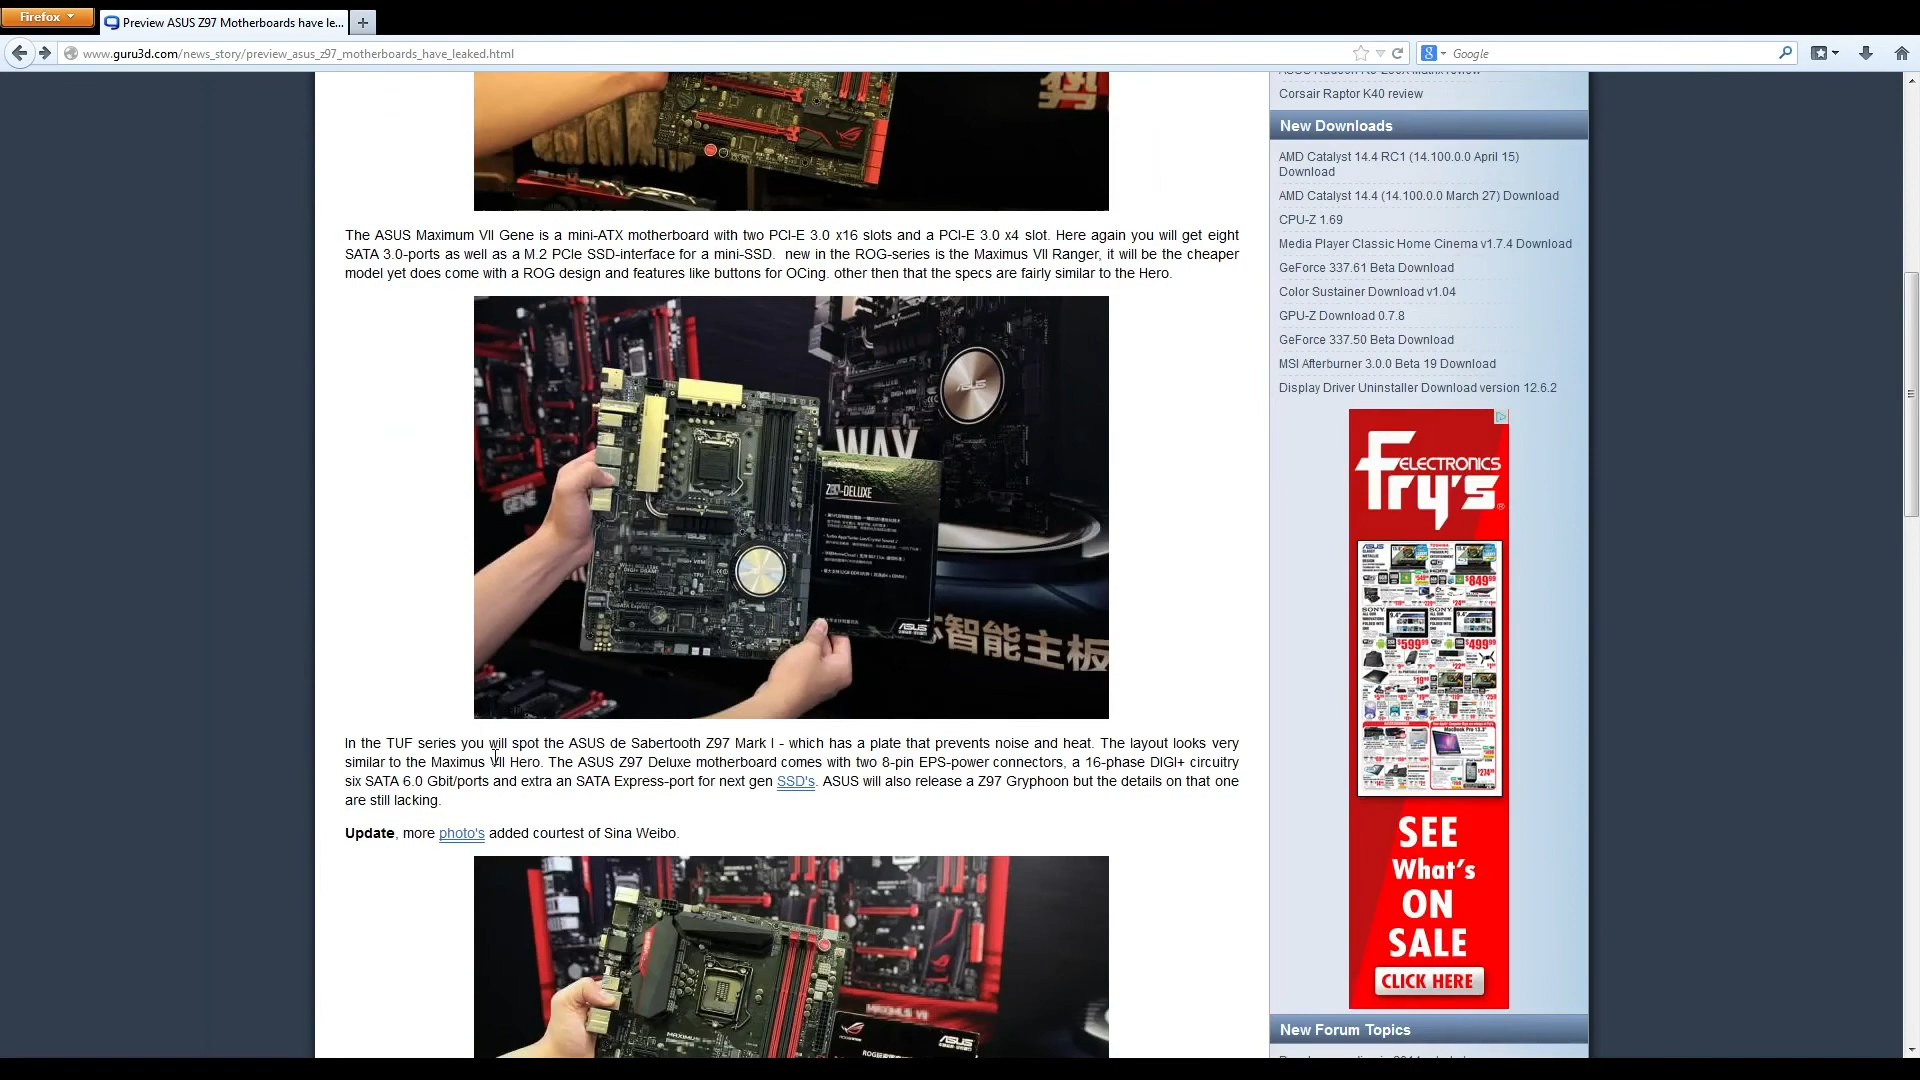 Firefox
Preview ASUS Z97 Motherboards have le...
www.guru3d.com/news_story/preview_asus_z97_motherboards_have_leaked.html
Google
Corsair Raptor K40 review
New Downloads
AMD Catalyst 14.4 RC1 (14.100.0.0 April 15)
Download
AMD Catalyst 14.4 (14.100.0.0 March 27) Download
CPU-Z 1.69
Media Player Classic Home Cinema v1.7.4 Download
GeForce 337.61 Beta Download
Color Sustainer Download v1.04
GPU-Z Download 0.7.8
GeForce 337.50 Beta Download
MSI Afterburner 3.0.0 Beta 19 Download
Display Driver Uninstaller Download version 12.6.2
The ASUS Maximum VII Gene is a mini-ATX motherboard with two PCI-E 3.0 x16 slots and a PCI-E 3.0 x4 slot. Here again you will get eight
SATA 3.0-ports as well as a M.2 PCIe SSD-interface for a mini-SSD. new in the ROG-series is the Maximus VII Ranger, it will be the cheaper
model yet does come with a ROG design and features like buttons for OCing. other then that the specs are fairly similar to the Hero.
GENE
WAY
ASUS
-DELUXE
ASUS
智能主板
In the TUF series you will spot the ASUS de Sabertooth Z97 Mark I - which has a plate that prevents noise and heat. The layout looks very
similar to the Maximus VII Hero. The ASUS Z97 Deluxe motherboard comes with two 8-pin EPS-power connectors, a 16-phase DIGI+ circuitry
six SATA 6.0 Gbit/ports and extra an SATA Express-port for next gen SSD's. ASUS will also release a Z97 Gryphoon but the details on that one
are still lacking.
Update, more photo's added courtest of Sina Weibo.
MAXIMUS VII
ASUS
Fry's
ELECTRONICS
$849
$599
$499
SEE
What's
ON
SALE
CLICK HERE
New Forum Topics